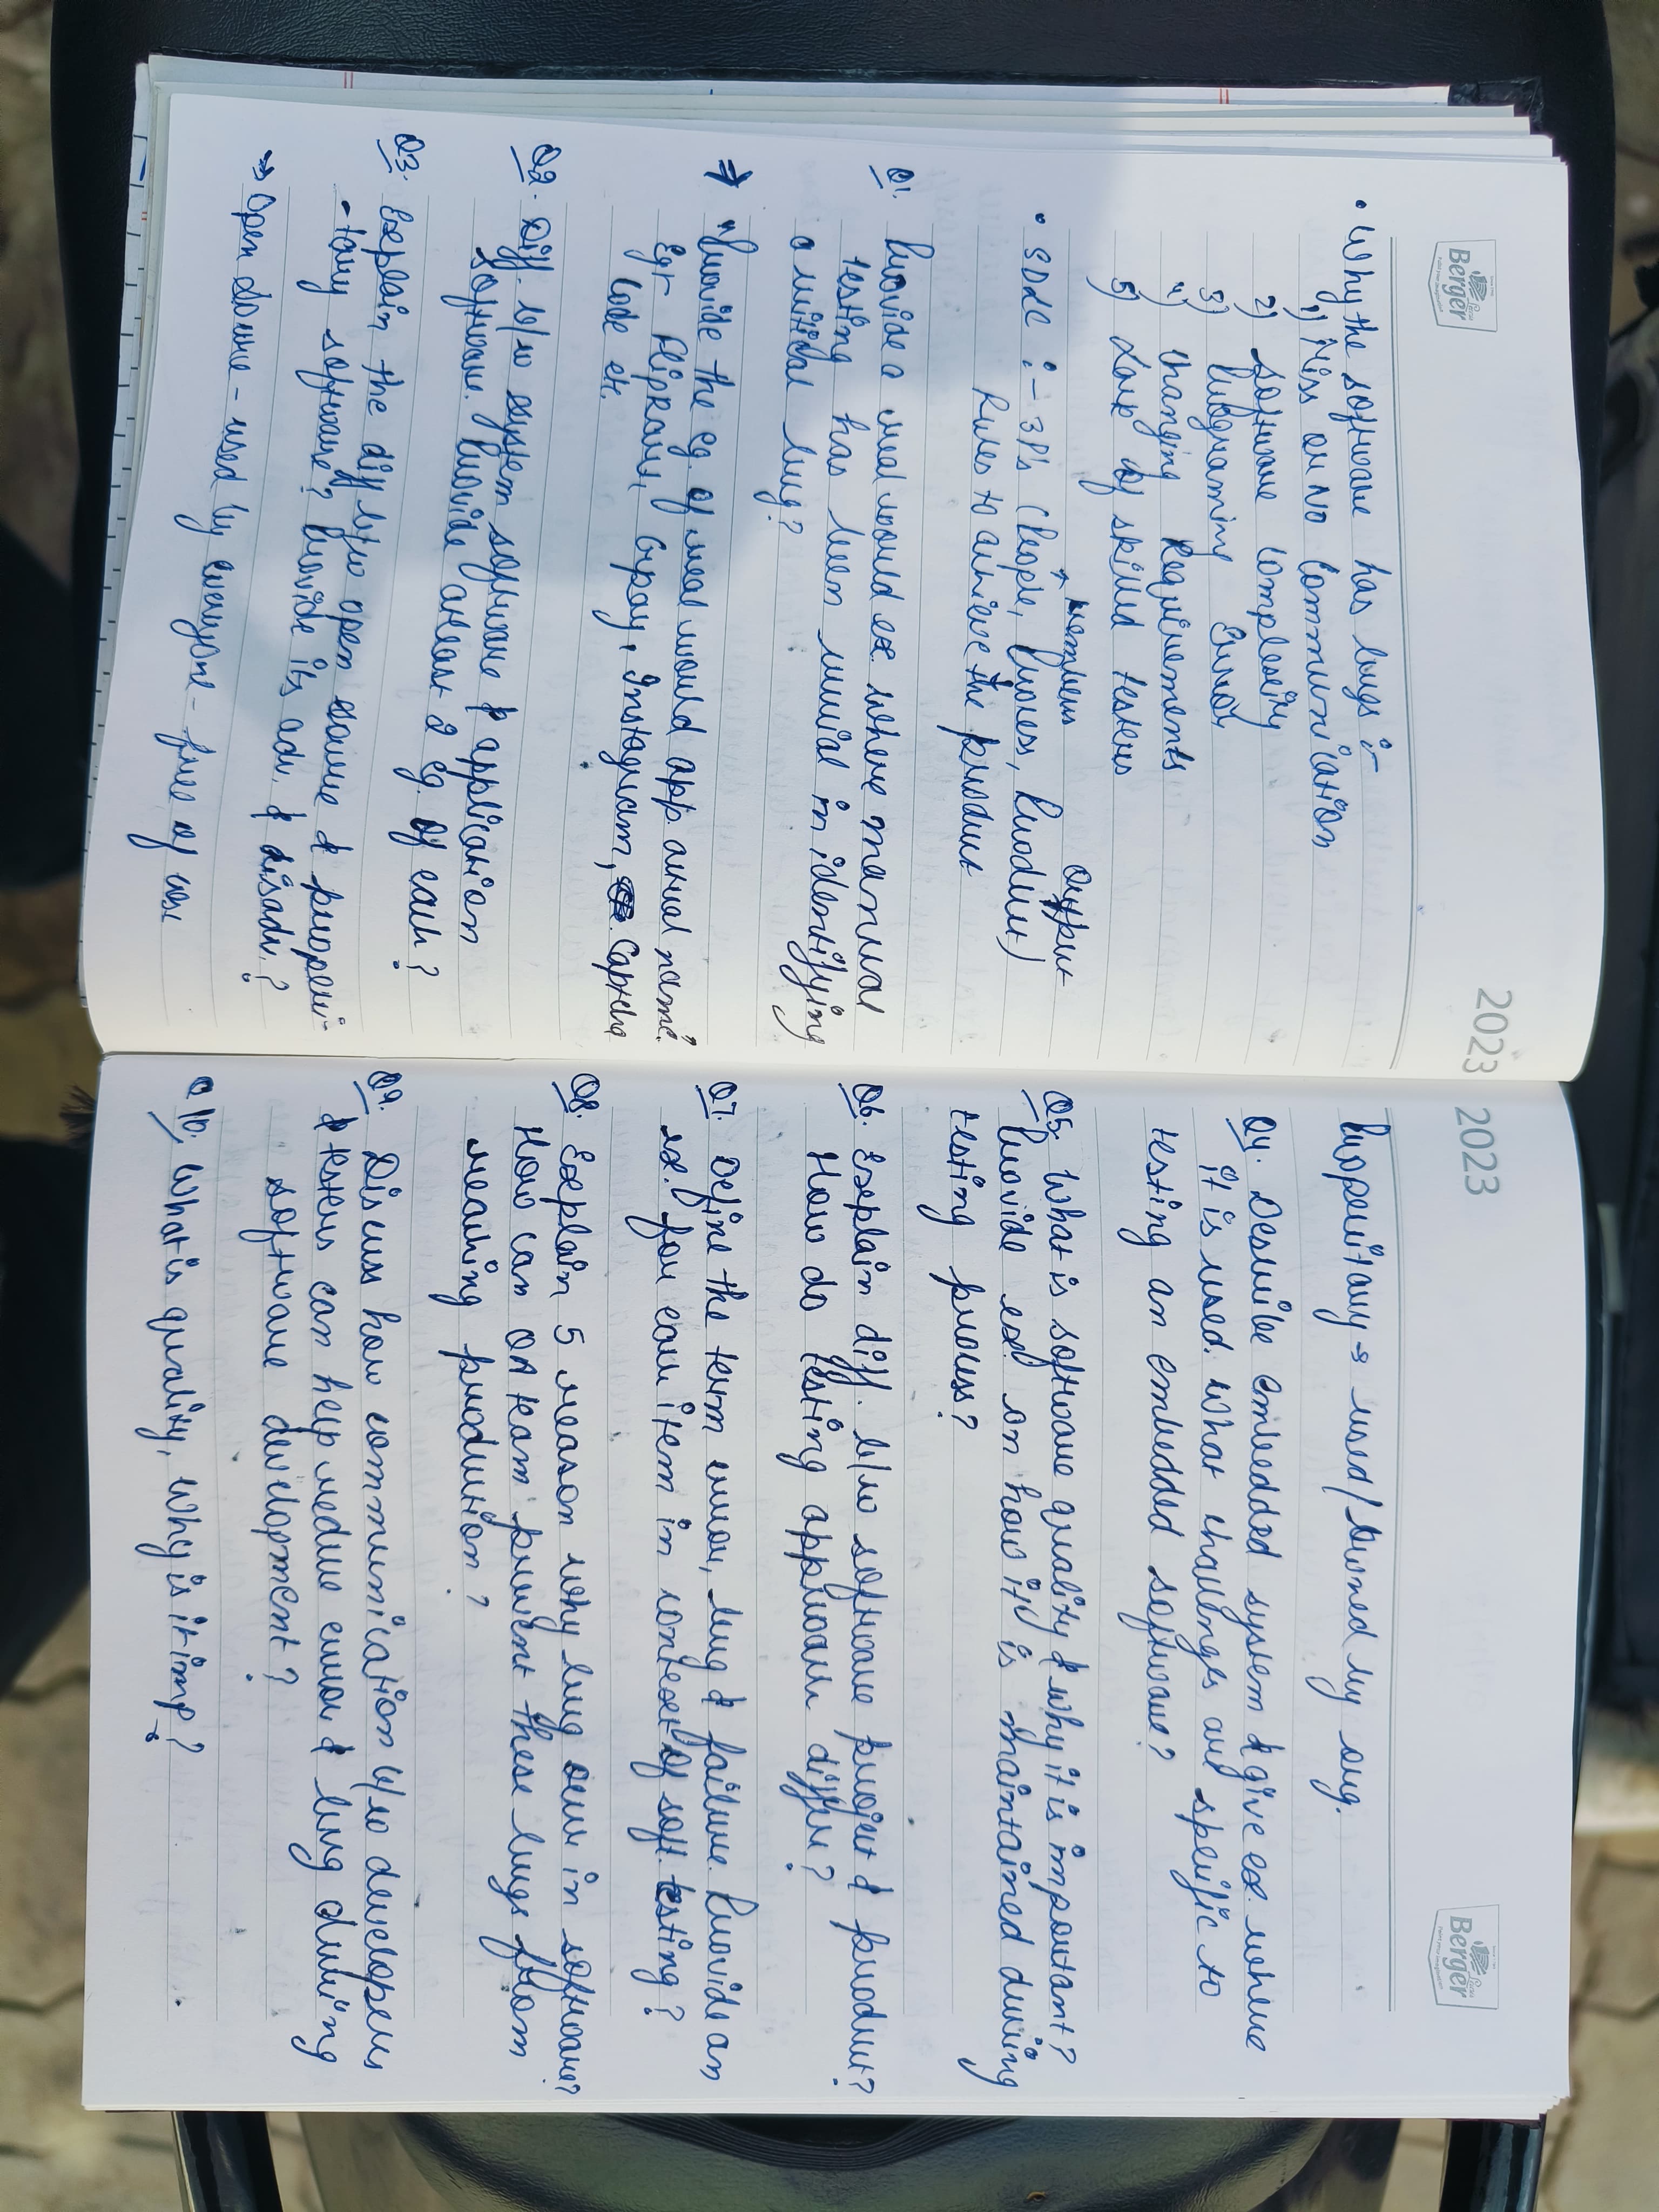 Berger
2023
• Why the software has bugs :-
1) Miss or No Communication
2) Software Complexity
3) Programing Error
4) Changing Requirements
5) Lack of skilled testers
members Output
• SDLC :- 3P's (People, Process, Product)
Rules to achieve the product
Q1. Provide a real world ex. where manual
testing has been crucial in identifying
a critical bug?
⇒ "Provide the eg. of real world app. actual name."
Eg:- Flipkart, Gpay, Instagram, Captcha
Code etc.
Q2. Diff. b/w system software & application
software. Provide atleast 2 eg. of each?
Q3. Explain the diff b/w open source & properi-
-tary software? Provide its adv. & disadv.?
→ Open Source - used by everyone - free of cost
2023
Berger
Properitary → used/owned by org.
Q4. Describe embedded system & give ex. where
it is used. What challenges are specific to
testing an embedded software?
Q5. What is software quality & why it is important?
Provide ex. on how it is maintained during
testing process?
Q6. Explain diff. b/w software project & product?
How do testing approach differ?
Q7. Define the term error, bug & failure. Provide an
ex. for each item in context of soft. testing?
Q8. Explain 5 reason why bug occur in software?
How can QA team prevent these bugs from
reaching production?
Q9. Discuss how communication b/w developers
& testers can help reduce error & bug during
software development?
Q 10. What is quality, Why is it imp?